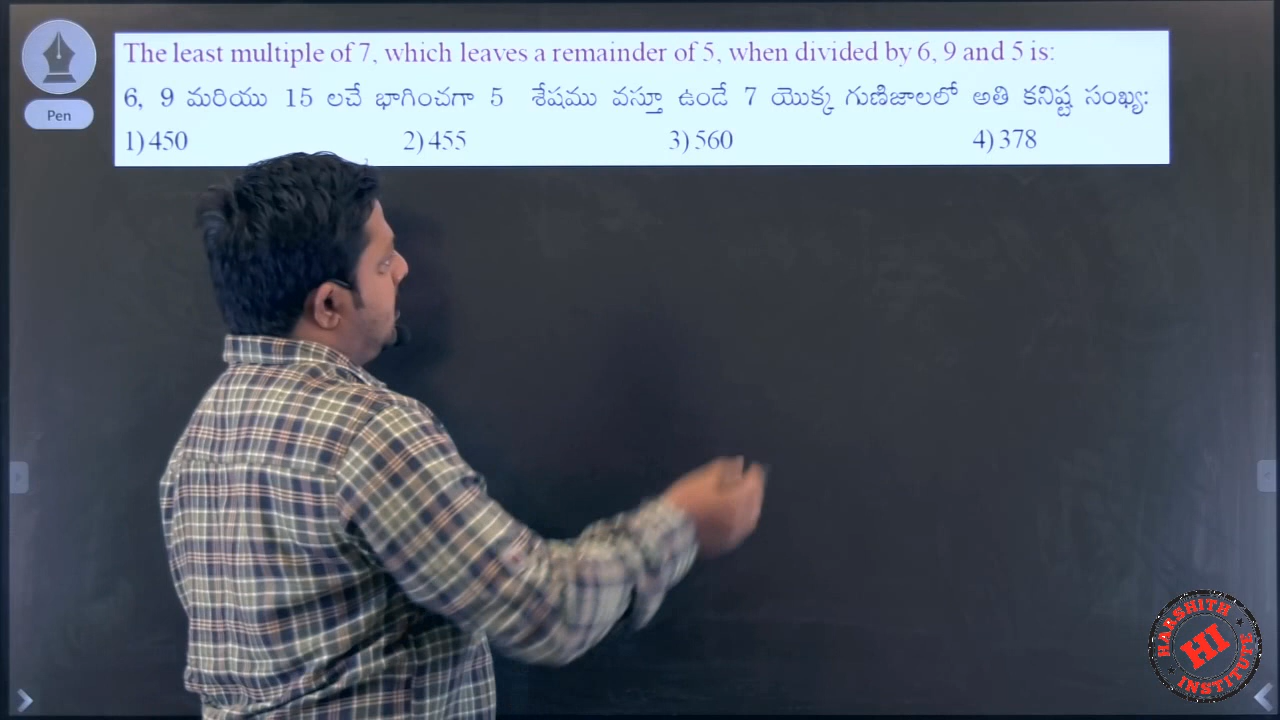 The least multiple of 7, which leaves a remainder of 5, when divided by 6, 9 and 5 is:
6, 9 మరియు 15 లచే భాగించగా 5 శేషము వస్తూ ఉండే 7 యొక్క గుణిజాలలో అతి కనిష్ట సంఖ్య:
1) 450 2) 455 3) 560 4) 378
Pen
HARSHITH
HI
INSTITUTE